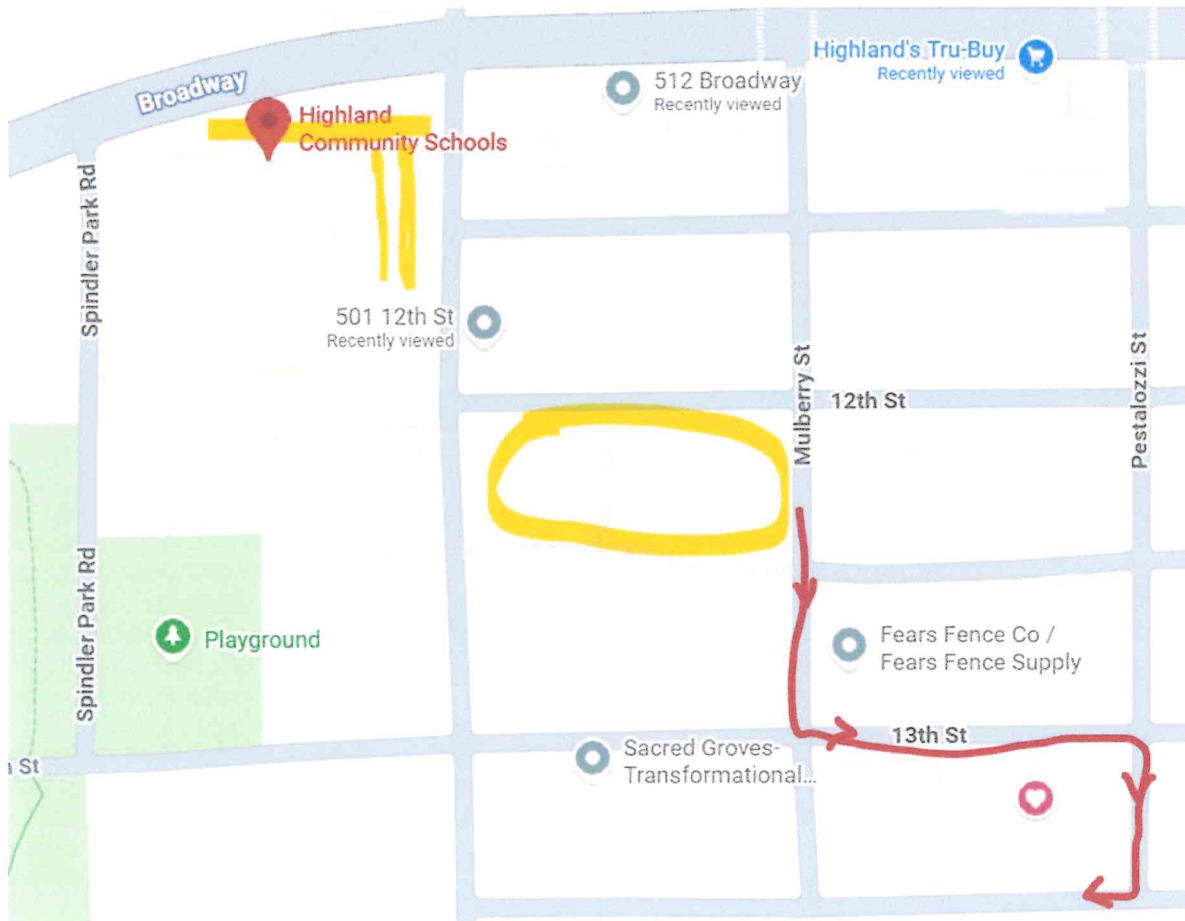 Broadway
Highland
Community Schools
512 Broadway
Recently viewed
Highland's Tru-Buy
Recently viewed
Spindler Park Rd
501 12th St
Recently viewed
Mulberry St
12th St
Pestalozzi St
Spindler Park Rd
Playground
Fears Fence Co /
Fears Fence Supply
13th St
St
Sacred Groves-
Transformational...